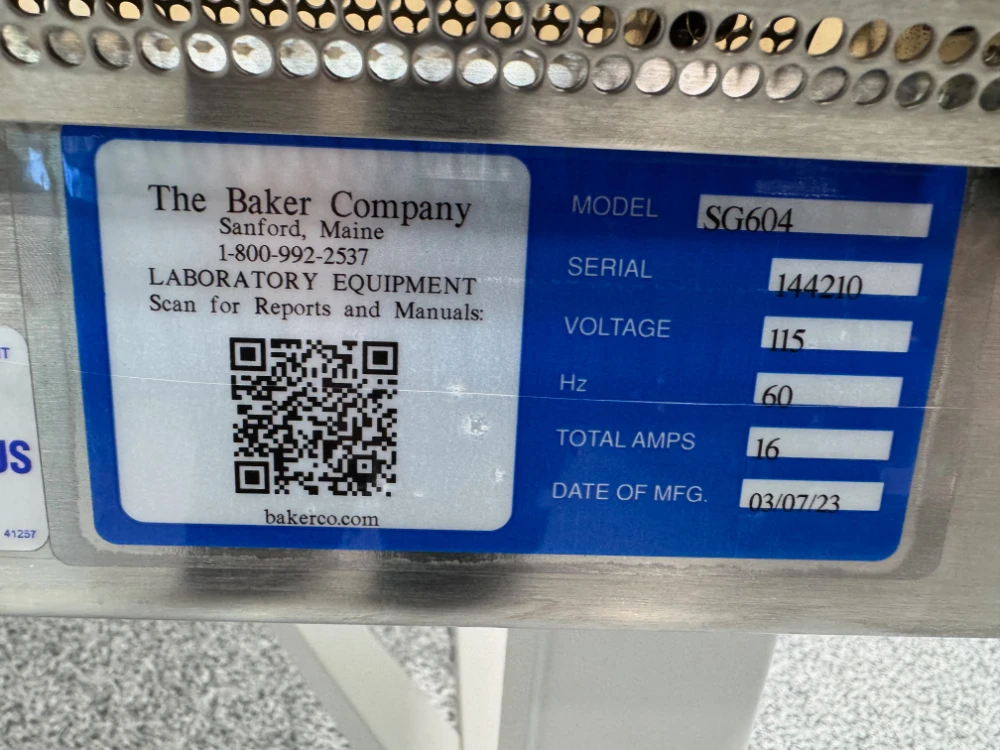 The Baker Company
Sanford, Maine
1-800-992-2537
LABORATORY EQUIPMENT
Scan for Reports and Manuals:
bakerco.com
MODEL SG604
SERIAL 144210
VOLTAGE 115
Hz 60
TOTAL AMPS 16
DATE OF MFG. 03/07/23
T
US
41257